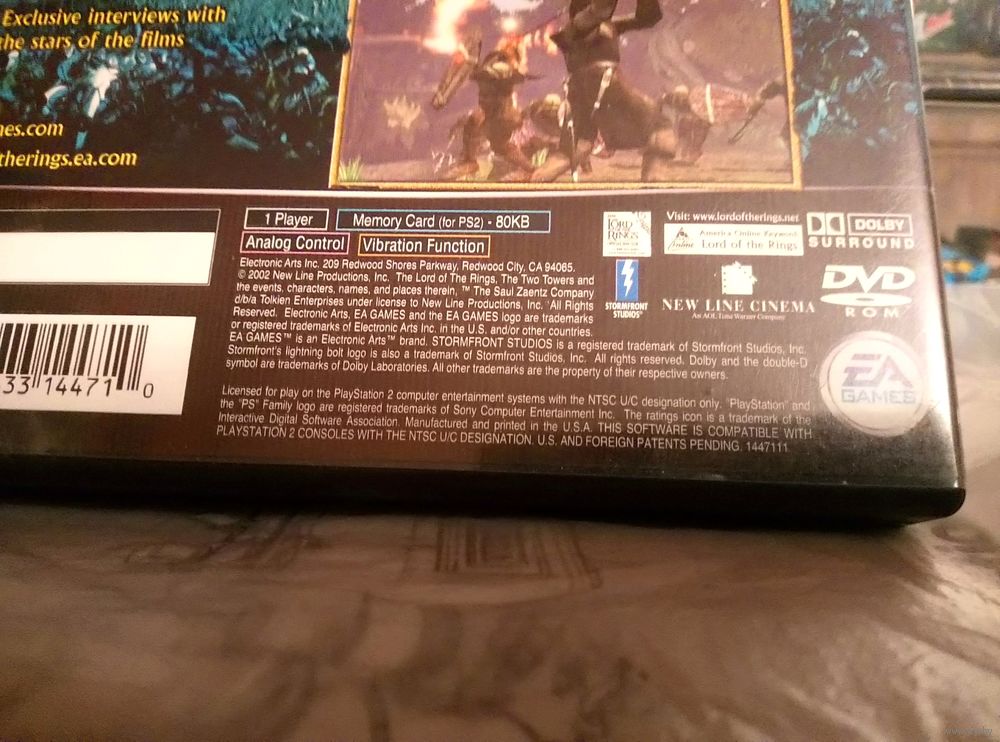 Exclusive interviews with
the stars of the films
nes.com
therings.ea.com
1 Player
Memory Card (for PS2) - 80KB
Analog Control
Vibration Function
Electronic Arts Inc. 209 Redwood Shores Parkway, Redwood City, CA 94065.
© 2002 New Line Productions, Inc. The Lord of The Rings, The Two Towers and
the events, characters, names, and places therein, ™ The Saul Zaentz Company
d/b/a Tolkien Enterprises under license to New Line Productions, Inc. All Rights
Reserved. Electronic Arts, EA GAMES and the EA GAMES logo are trademarks
or registered trademarks of Electronic Arts Inc. in the U.S. and/or other countries.
EA GAMES™ is an Electronic Arts™ brand. STORMFRONT STUDIOS is a registered trademark of Stormfront Studios, Inc.
Stormfront's lightning bolt logo is also a trademark of Stormfront Studios, Inc. All rights reserved. Dolby and the double-D
symbol are trademarks of Dolby Laboratories. All other trademarks are the property of their respective owners.
Licensed for play on the PlayStation 2 computer entertainment systems with the NTSC U/C designation only. "PlayStation" and
the "PS" Family logo are registered trademarks of Sony Computer Entertainment Inc. The ratings icon is a trademark of the
Interactive Digital Software Association. Manufactured and printed in the U.S.A. THIS SOFTWARE IS COMPATIBLE WITH
PLAYSTATION 2 CONSOLES WITH THE NTSC U/C DESIGNATION. U.S. AND FOREIGN PATENTS PENDING. 1447111
33 14471 0
LORD
OF THE
RINGS
Visit: www.lordoftherings.net
America Online Keyword:
Lord of the Rings
DOLBY
SURROUND
STORMFRONT
STUDIOS
NEW LINE CINEMA
An AOL Time Warner Company
DVD
ROM
EA
GAMES